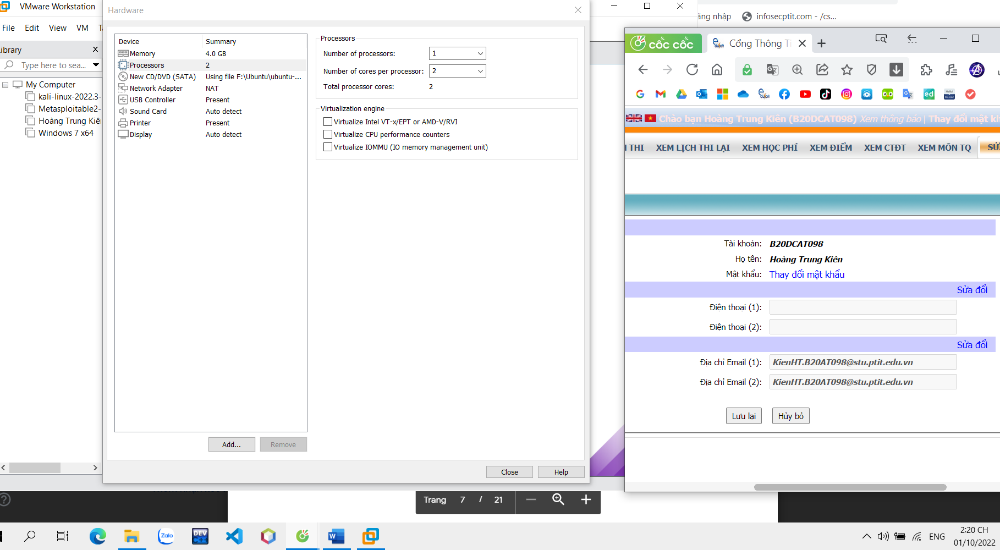 VMware Workstation
File Edit View VM
Library
Type here to sea...
My Computer
kali-linux-2022.3-
Metasploitable2-
Hoàng Trung Kiên
Windows 7 x64
Hardware
Device Summary
Memory 4.0 GB
Processors 2
New CD/DVD (SATA) Using file F:\Ubuntu\ubuntu-...
Network Adapter NAT
USB Controller Present
Sound Card Auto detect
Printer Present
Display Auto detect
Add... Remove
Processors
Number of processors: 1
Number of cores per processor: 2
Total processor cores: 2
Virtualization engine
Virtualize Intel VT-x/EPT or AMD-V/RVI
Virtualize CPU performance counters
Virtualize IOMMU (IO memory management unit)
Close Help
ăng nhập infosecptit.com - /cs...
cốc cốc Cổng Thông Ti
Chào bạn Hoàng Trung Kiên (B20DCAT098) Xem thông báo | Thay đổi mật kh
THI XEM LỊCH THI LẠI XEM HỌC PHÍ XEM ĐIỂM XEM CTĐT XEM MÔN TQ SỬ
Tài khoản: B20DCAT098
Họ tên: Hoàng Trung Kiên
Mật khẩu: Thay đổi mật khẩu
Sửa đổi
Điện thoại (1):
Điện thoại (2):
Sửa đổi
Địa chỉ Email (1): KienHT.B20AT098@stu.ptit.edu.vn
Địa chỉ Email (2): KienHT.B20AT098@stu.ptit.edu.vn
Lưu lại Hủy bỏ
Trang 7 / 21
Zalo
DEV C++
ENG
2:20 CH
01/10/2022